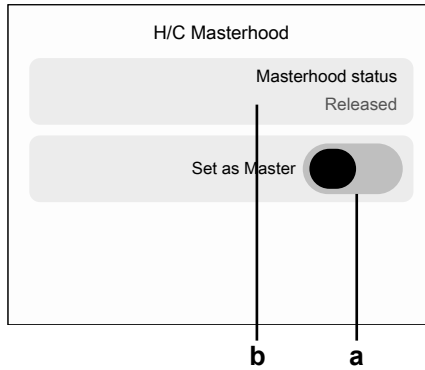 H/C Masterhood
Masterhood status
Released
Set as Master
b a